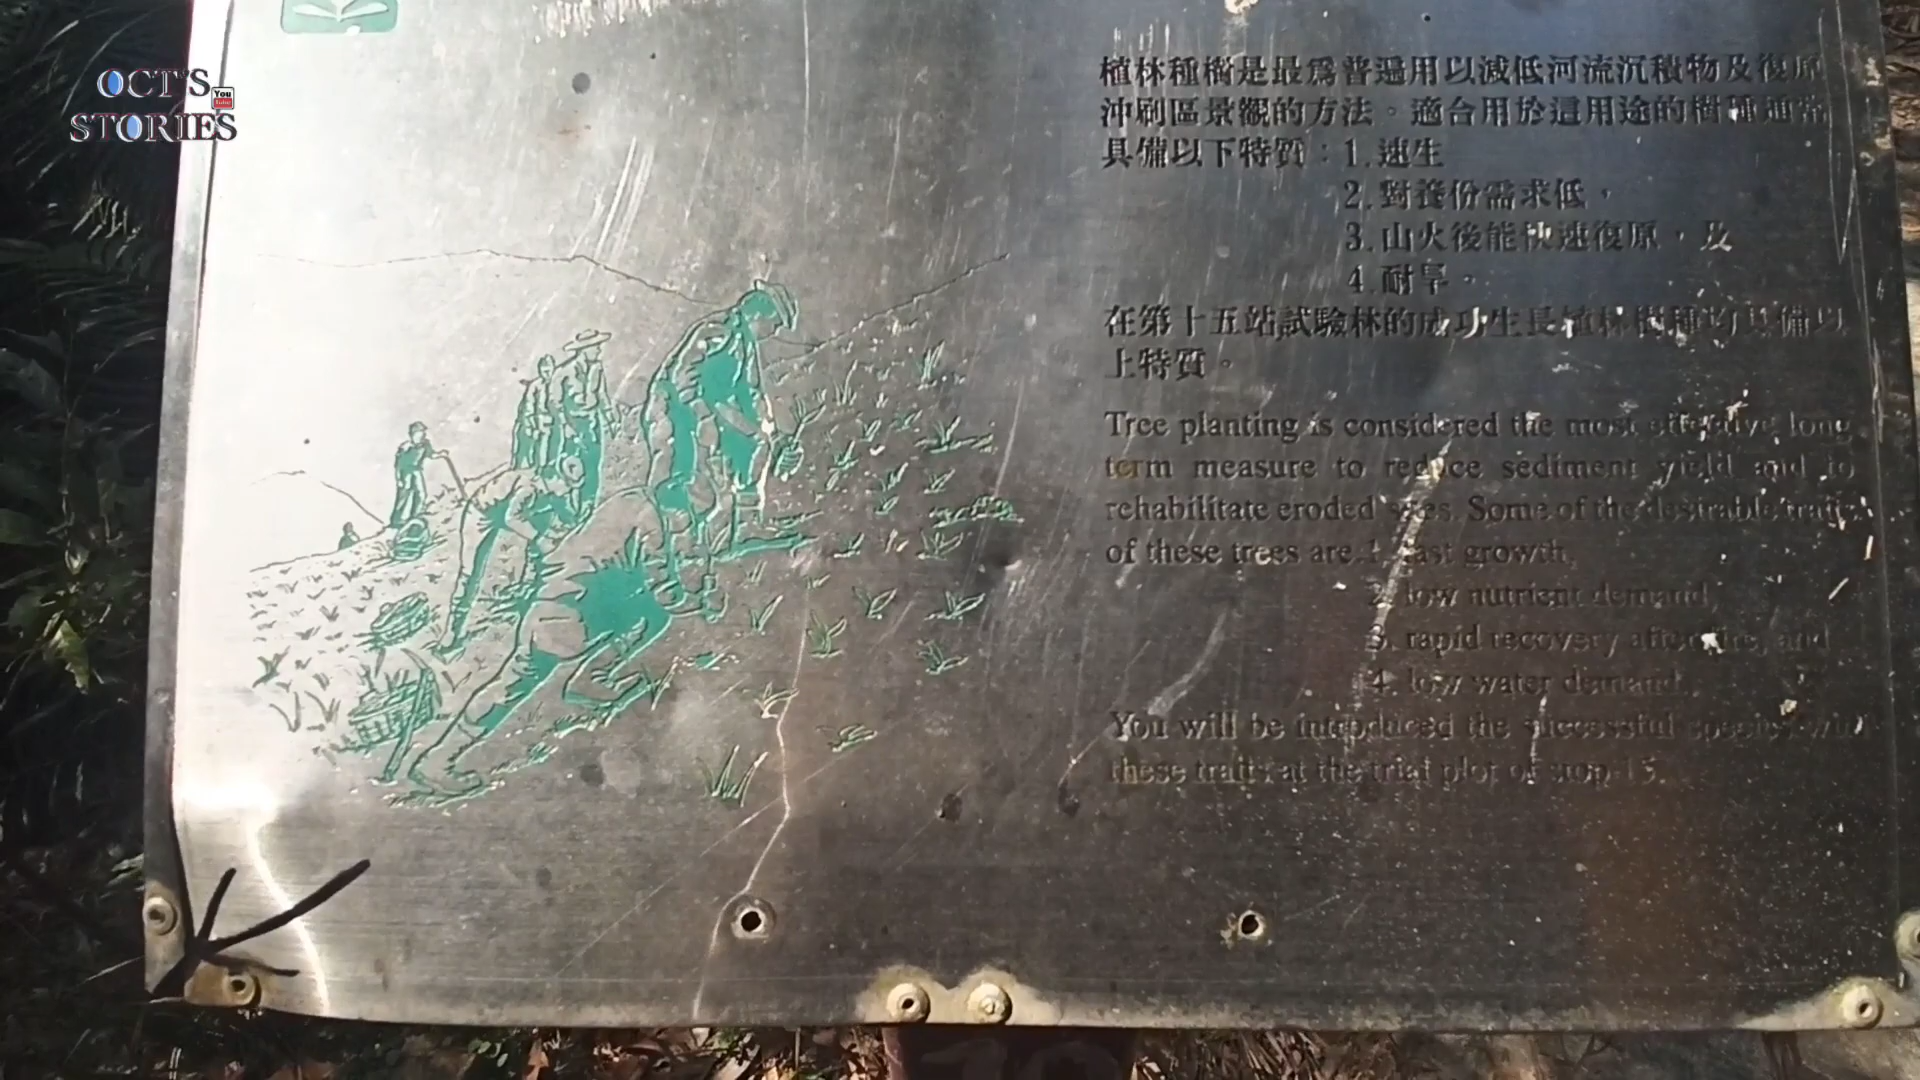 OCT'S
You
STORIES
植林種樹是最為普遍用以減低河流沉積物及復原
沖刷區景觀的方法。適合用於這用途的樹種通常
具備以下特質：1.速生
2.對養份需求低，
3.山火後能快速復原，及
4.耐旱。
在第十五站試驗林的成功生長植林樹種均具備以
上特質。
Tree planting is considered the most effective long
term measure to reduce sediment yield and to
rehabilitate eroded sites. Some of the desirable traits
of these trees are 1. fast growth,
2. low nutrient demand,
3. rapid recovery after fire, and
4. low water demand.
You will be introduced the successful species with
these traits at the trial plot of stop 15.